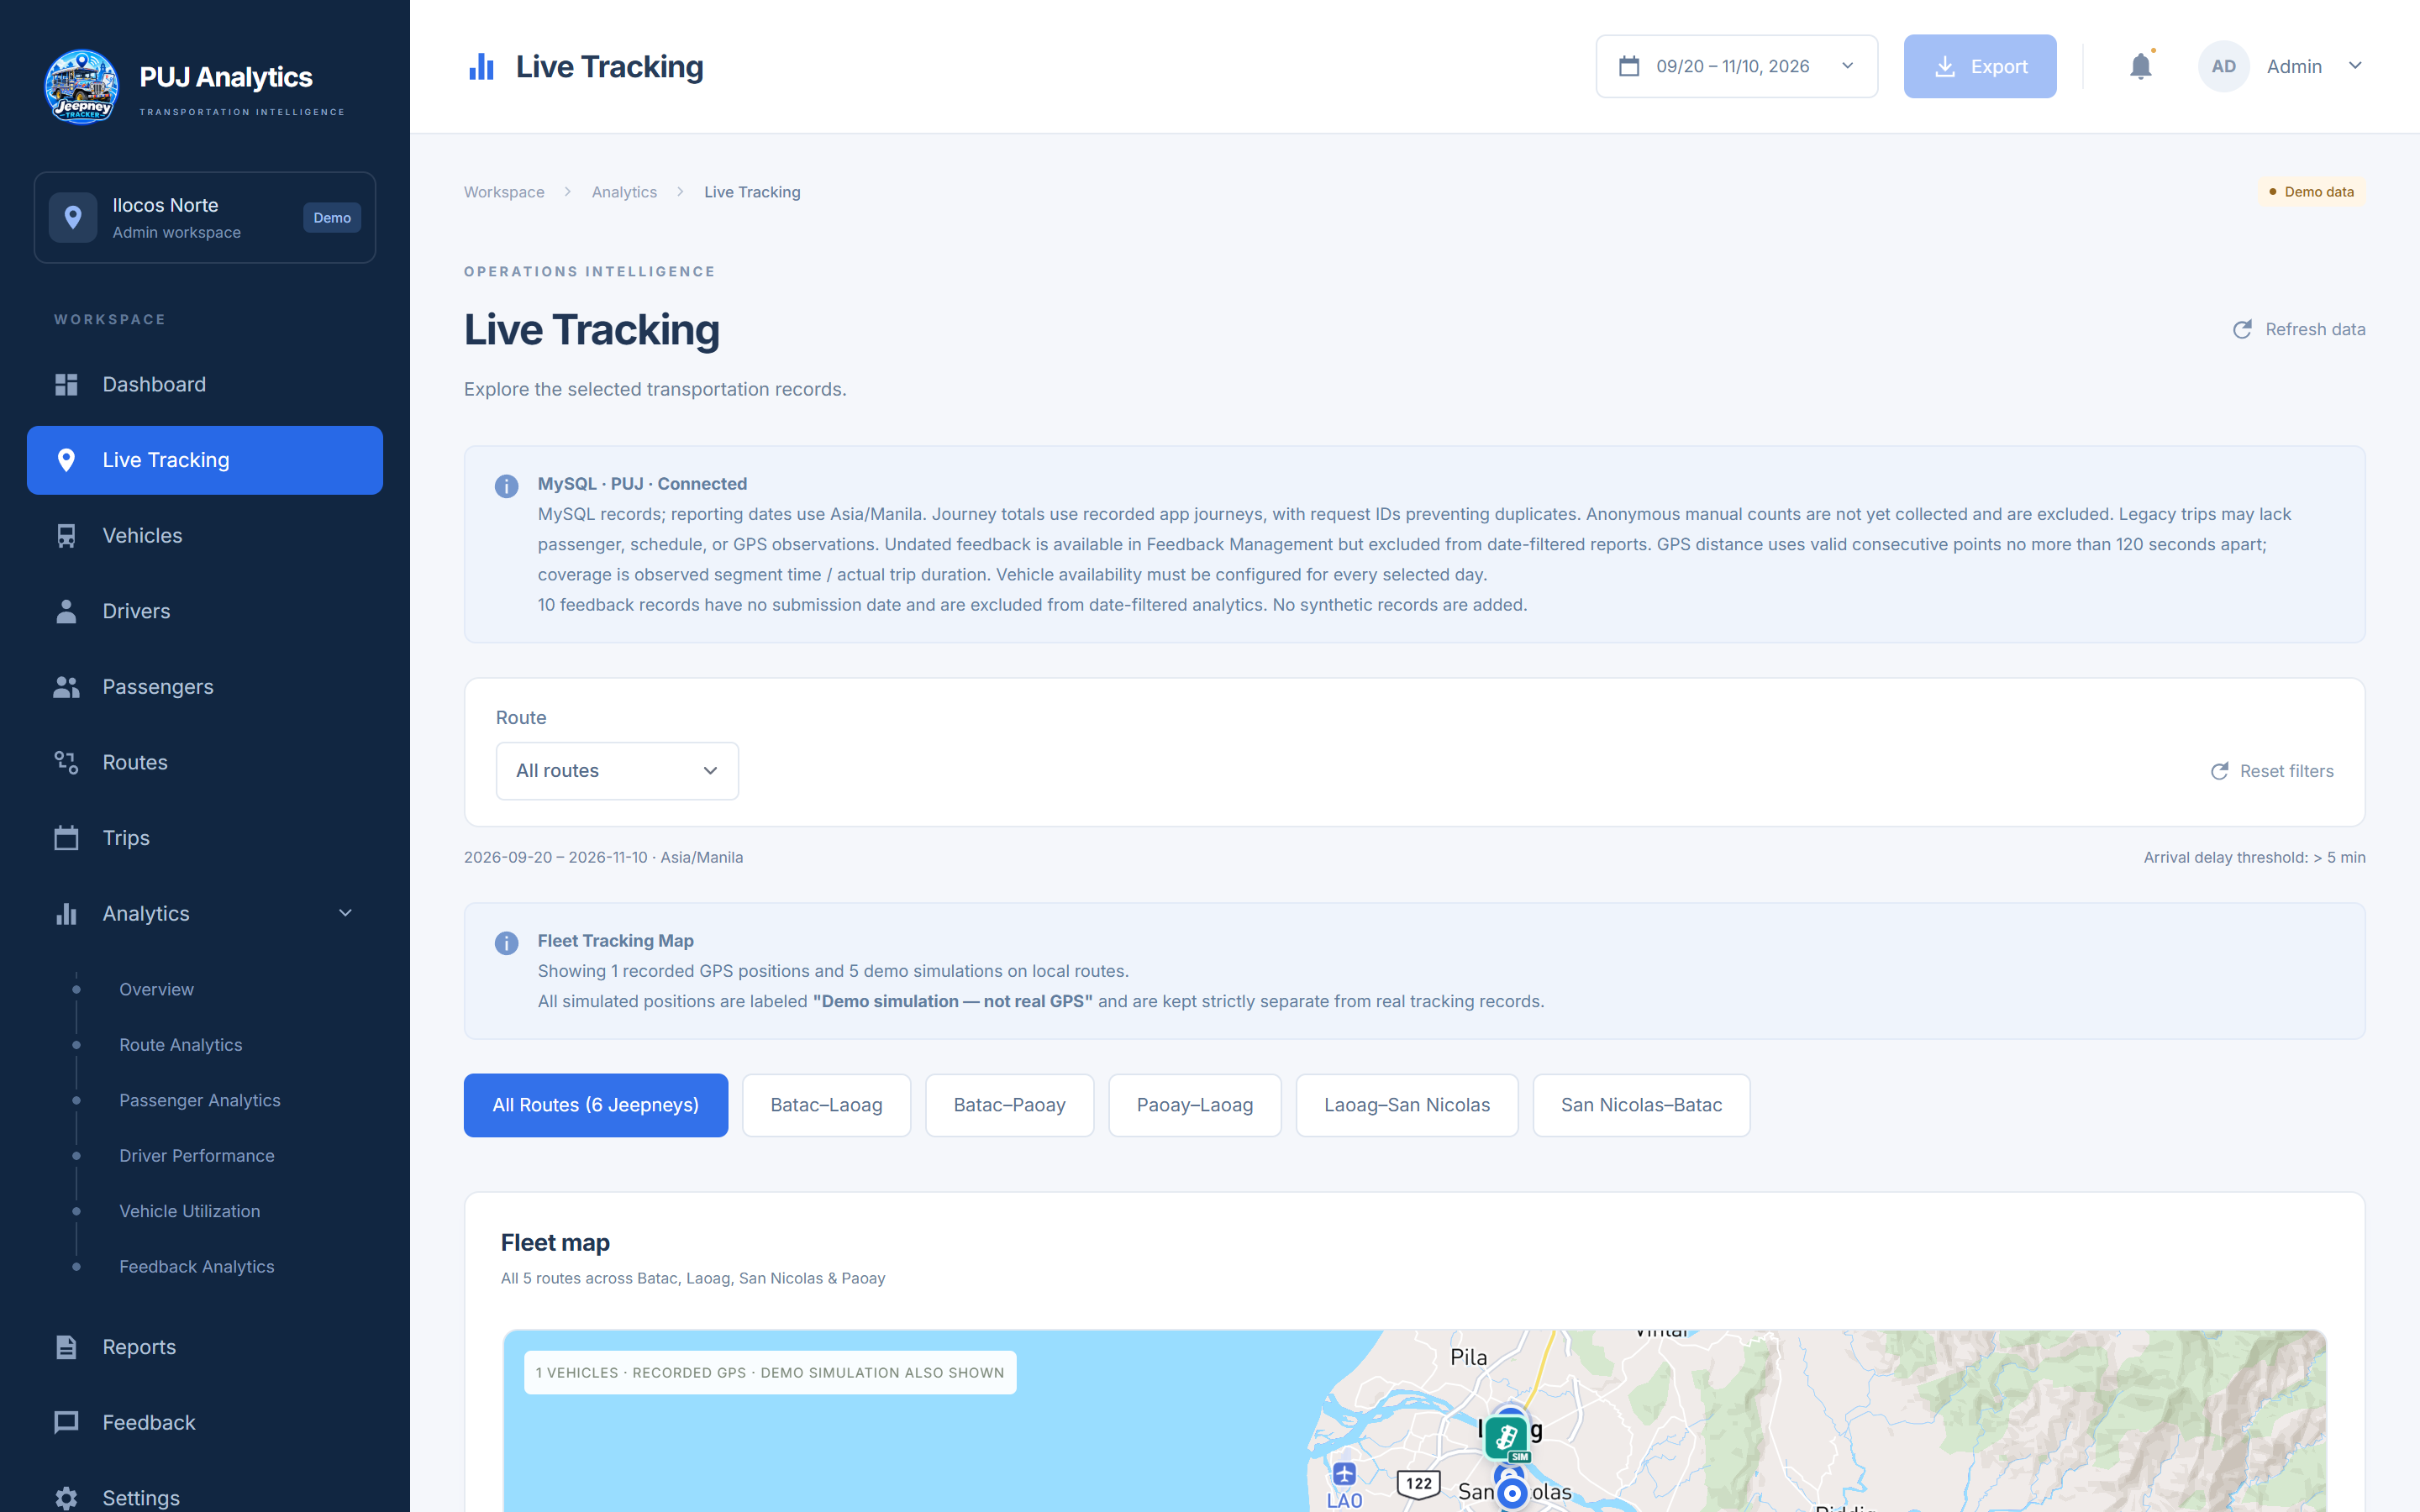 Jeepney
TRACKER
PUJ Analytics
TRANSPORTATION INTELLIGENCE
Ilocos Norte
Admin workspace
Demo
WORKSPACE
Dashboard
Live Tracking
Vehicles
Drivers
Passengers
Routes
Trips
Analytics
Overview
Route Analytics
Passenger Analytics
Driver Performance
Vehicle Utilization
Feedback Analytics
Reports
Feedback
Settings
Live Tracking
09/20 – 11/10, 2026
Export
AD
Admin
Workspace
Analytics
Live Tracking
Demo data
OPERATIONS INTELLIGENCE
Live Tracking
Refresh data
Explore the selected transportation records.
MySQL · PUJ · Connected
MySQL records; reporting dates use Asia/Manila. Journey totals use recorded app journeys, with request IDs preventing duplicates. Anonymous manual counts are not yet collected and are excluded. Legacy trips may lack
passenger, schedule, or GPS observations. Undated feedback is available in Feedback Management but excluded from date-filtered reports. GPS distance uses valid consecutive points no more than 120 seconds apart;
coverage is observed segment time / actual trip duration. Vehicle availability must be configured for every selected day.
10 feedback records have no submission date and are excluded from date-filtered analytics. No synthetic records are added.
Route
All routes
Reset filters
2026-09-20 – 2026-11-10 · Asia/Manila
Arrival delay threshold: > 5 min
Fleet Tracking Map
Showing 1 recorded GPS positions and 5 demo simulations on local routes.
All simulated positions are labeled "Demo simulation — not real GPS" and are kept strictly separate from real tracking records.
All Routes (6 Jeepneys)
Batac–Laoag
Batac–Paoay
Paoay–Laoag
Laoag–San Nicolas
San Nicolas–Batac
Fleet map
All 5 routes across Batac, Laoag, San Nicolas & Paoay
1 VEHICLES · RECORDED GPS · DEMO SIMULATION ALSO SHOWN
Pila
SIM
122
LAO